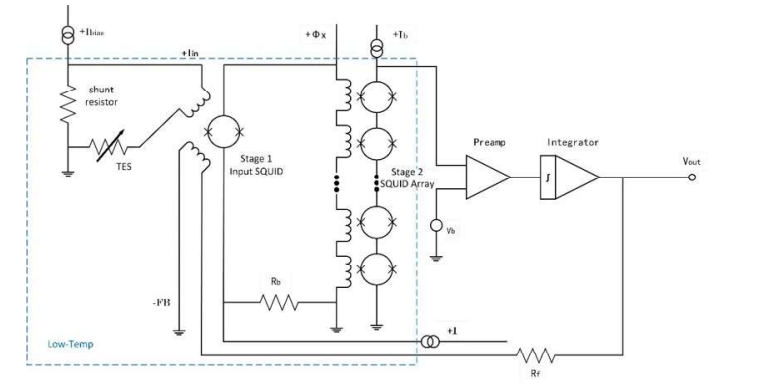 +Ibias
+Iin
+Φx
+Ib
shunt
resistor
TES
Stage 1
Input SQUID
Stage 2
SQUID Array
Preamp
Integrator
∫
Vout
Vb
Rb
-FB
+I
Low-Temp
Rf